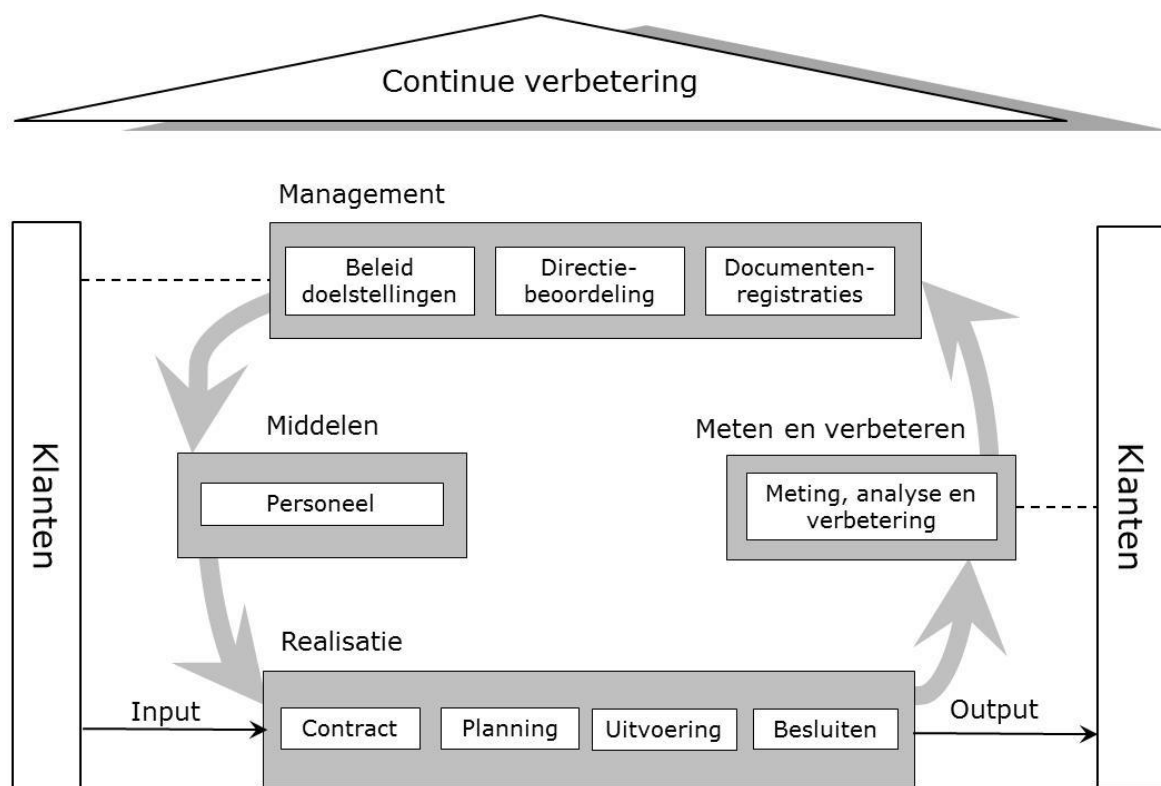 Continue verbetering
Management
Beleid
doelstellingen
Directie-
beoordeling
Documenten-
registraties
Klanten
Middelen
Personeel
Meten en verbeteren
Meting, analyse en
verbetering
Klanten
Realisatie
Input
Contract
Planning
Uitvoering
Besluiten
Output